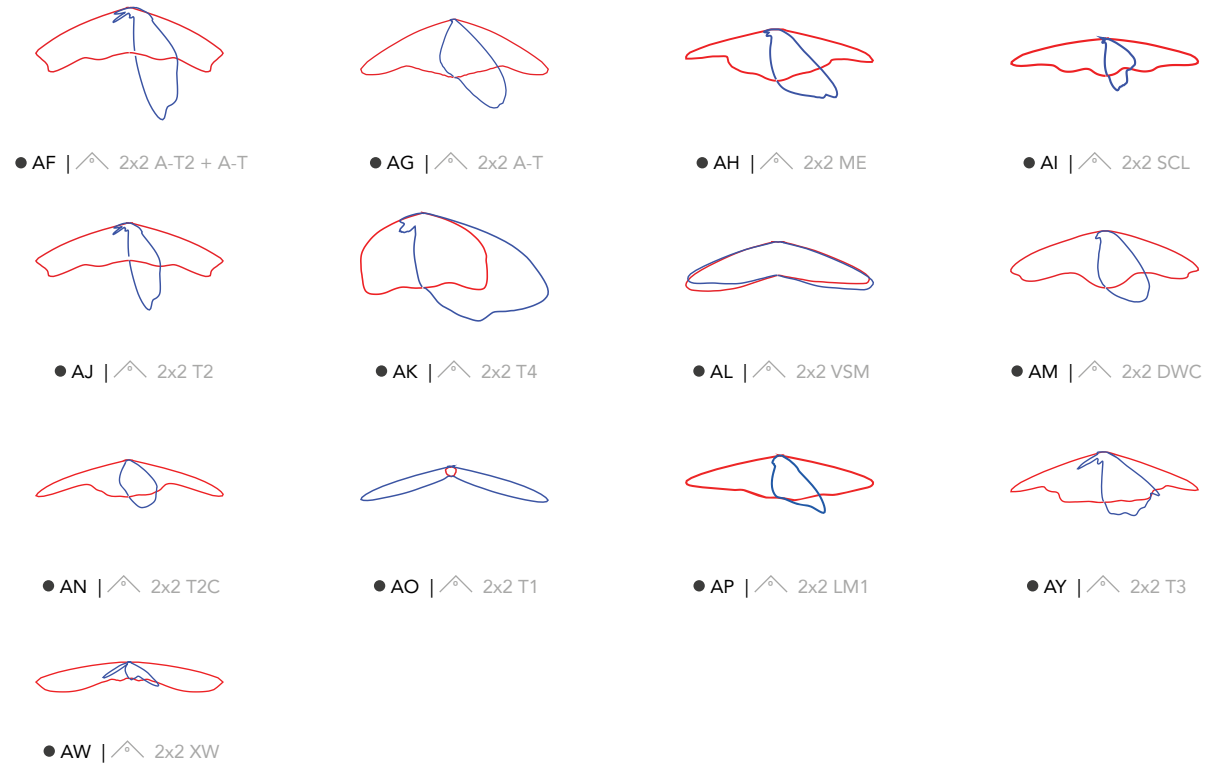 ● AF | 2x2 A-T2 + A-T
● AG | 2x2 A-T
● AH | 2x2 ME
● AI | 2x2 SCL
● AJ | 2x2 T2
● AK | 2x2 T4
● AL | 2x2 VSM
● AM | 2x2 DWC
● AN | 2x2 T2C
● AO | 2x2 T1
● AP | 2x2 LM1
● AY | 2x2 T3
● AW | 2x2 XW